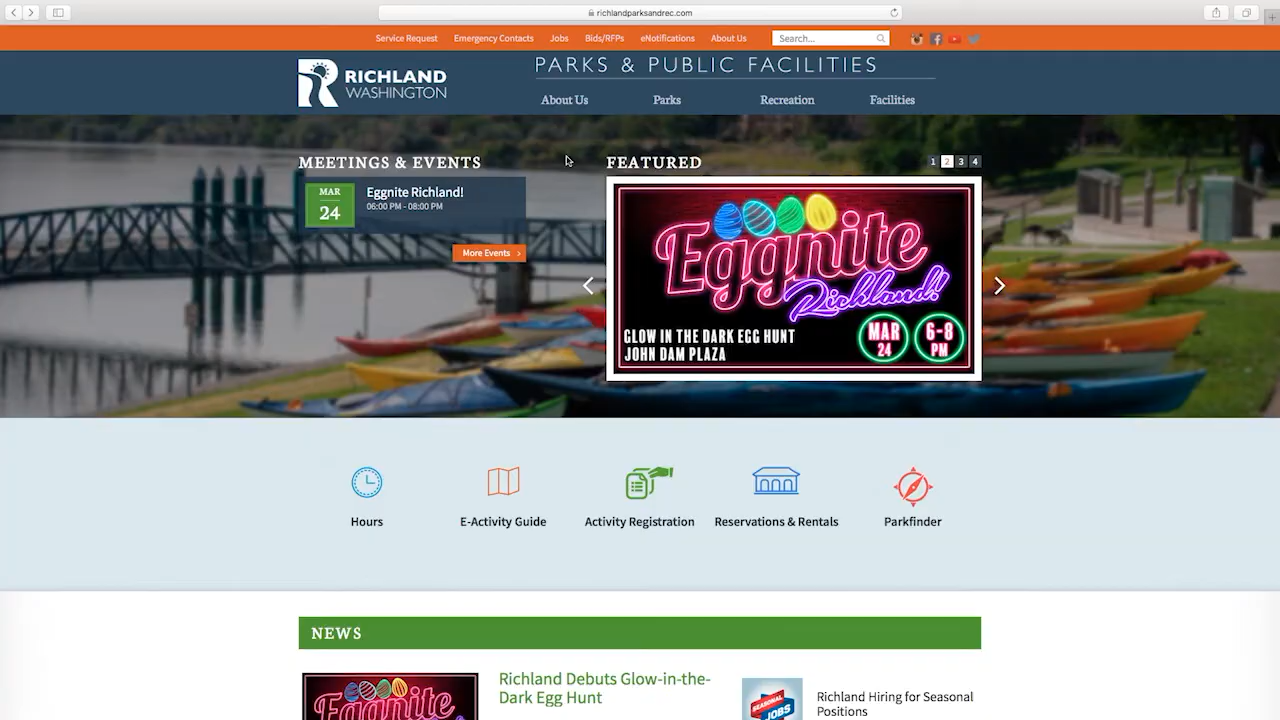 richlandparksandrec.com
Service Request Emergency Contacts Jobs Bids/RFPs eNotifications About Us Search...
RICHLAND
WASHINGTON
PARKS & PUBLIC FACILITIES
About Us Parks Recreation Facilities
MEETINGS & EVENTS
MAR
24
Eggnite Richland!
06:00 PM - 08:00 PM
More Events >
FEATURED
1 2 3 4
Eggnite
Richland!
GLOW IN THE DARK EGG HUNT
JOHN DAM PLAZA
MAR
24
6-8
PM
Hours E-Activity Guide Activity Registration Reservations & Rentals Parkfinder
NEWS
Eggnite
Richland Debuts Glow-in-the-
Dark Egg Hunt
SEASONAL
JOBS
Richland Hiring for Seasonal
Positions